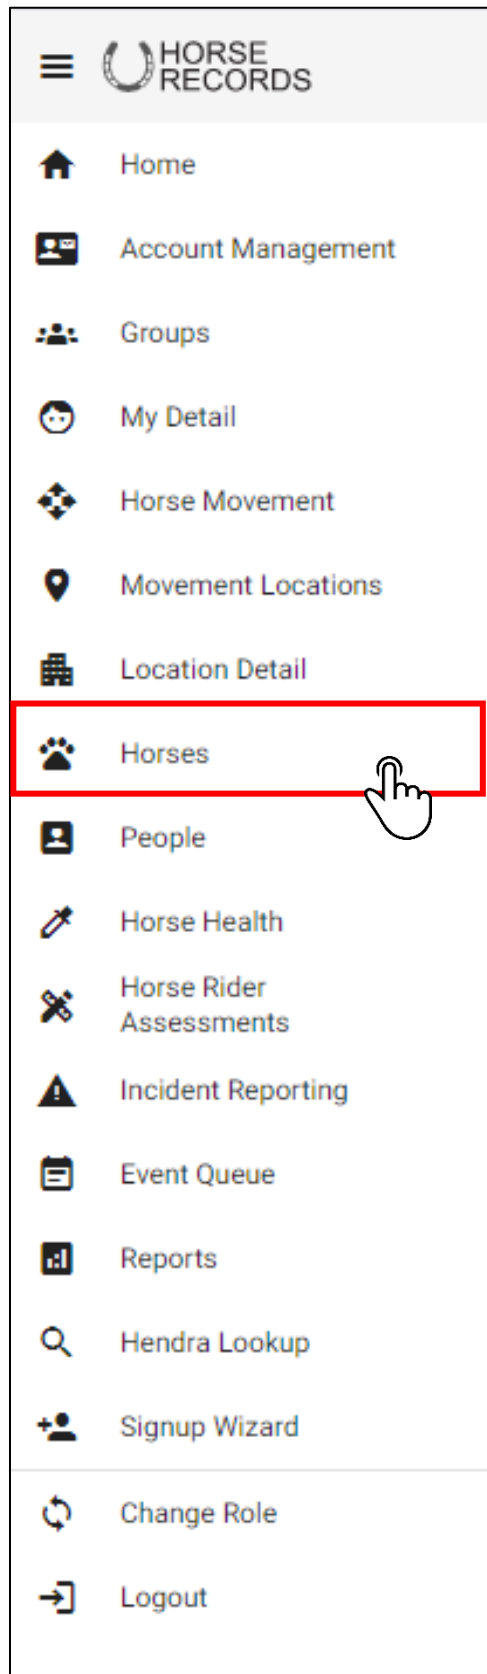 HORSE
RECORDS
Home
Account Management
Groups
My Detail
Horse Movement
Movement Locations
Location Detail
Horses
People
Horse Health
Horse Rider
Assessments
Incident Reporting
Event Queue
Reports
Hendra Lookup
Signup Wizard
Change Role
Logout